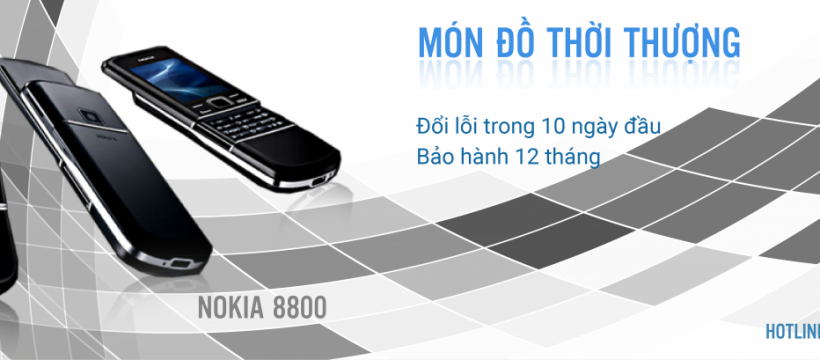 MÓN ĐỒ THỜI THƯỢNG
Đổi lỗi trong 10 ngày đầu
Bảo hành 12 tháng
NOKIA 8800